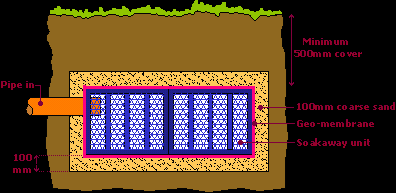 Minimum
500mm cover
Pipe in
100mm coarse sand
Geo-membrane
Soakaway unit
100
mm